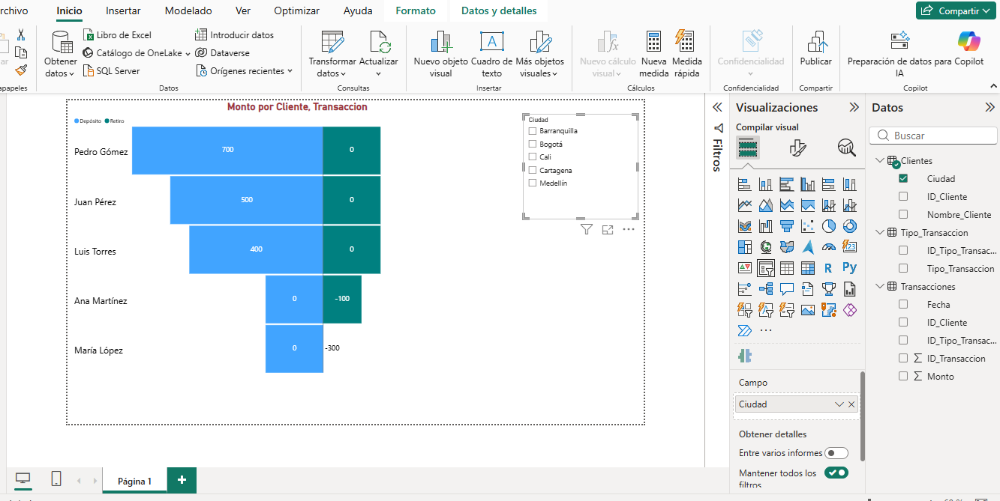 rchivo Inicio Insertar Modelado Ver Optimizar Ayuda Formato Datos y detalles Compartir
ar
papeles
Obtener datos
Libro de Excel
Catálogo de OneLake
SQL Server
Introducir datos
Dataverse
Orígenes recientes
Datos
Transformar datos
Actualizar
Consultas
Nuevo objeto visual
Cuadro de texto
Más objetos visuales
Insertar
Nuevo cálculo visual
Nueva medida
Medida rápida
Cálculos
Confidencialidad
Confidencialidad
Publicar
Compartir
Preparación de datos para IA
Copilot
Copilot
Monto por Cliente, Transaccion
Depósito Retiro
Pedro Gómez 700 0
Juan Pérez 500 0
Luis Torres 400 0
Ana Martínez 0 -100
María López 0 -300
Ciudad
Barranquilla
Bogotá
Cali
Cartagena
Medellín
Filtros
Visualizaciones
Compilar visual
123
R Py
Campo
Ciudad
Obtener detalles
Entre varios informes
Mantener todos los
filtros
Datos
Buscar
Clientes
Ciudad
ID_Cliente
Nombre_Cliente
Tipo_Transaccion
ID_Tipo_Transac...
Tipo_Transaccion
Transacciones
Fecha
ID_Cliente
ID_Tipo_Transac...
ID_Transaccion
Monto
Página 1